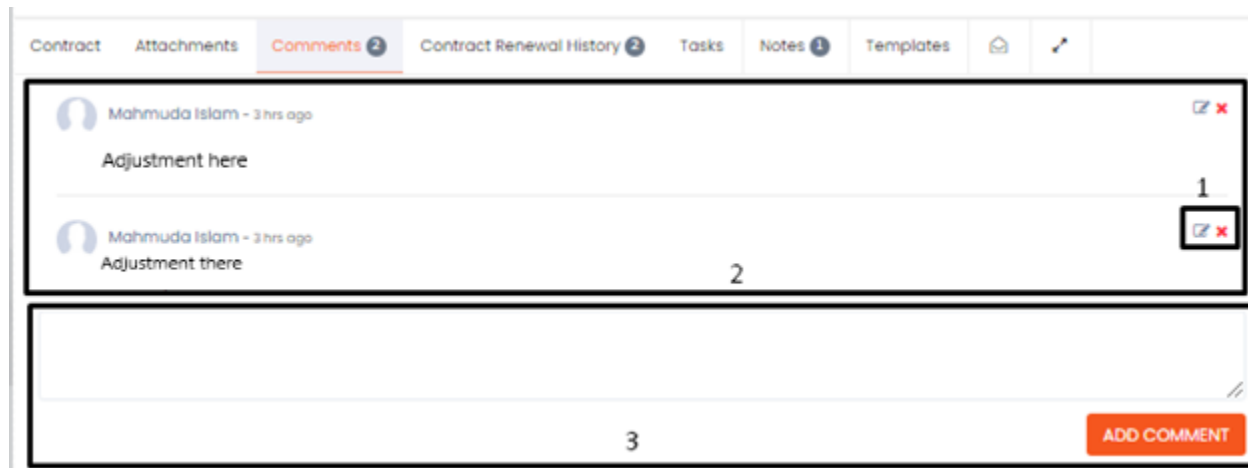 Contract Attachments Comments 2 Contract Renewal History 2 Tasks Notes 1 Templates
Mahmuda Islam - 3 hrs ago
Adjustment here
1
Mahmuda Islam - 3 hrs ago
Adjustment there
2
3
ADD COMMENT